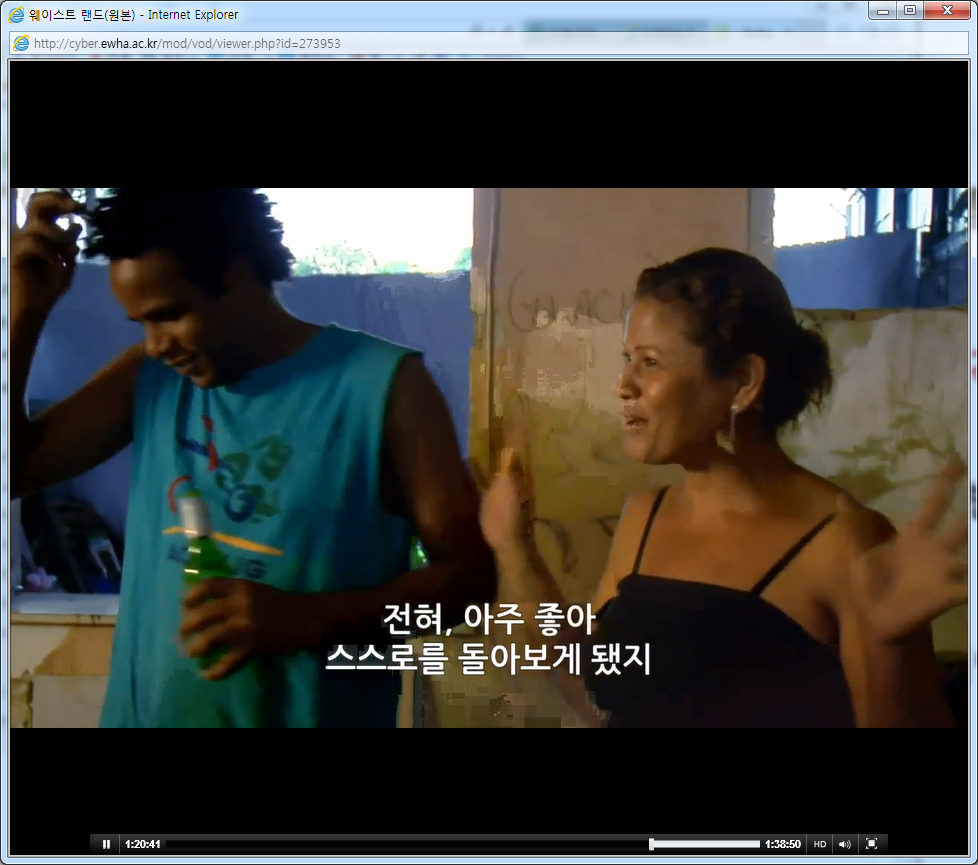 웨이스트 랜드(원본) - Internet Explorer
http://cyber.ewha.ac.kr/mod/vod/viewer.php?id=273953
전혀, 아주 좋아
스스로를 돌아보게 됐지
1:20:41
1:38:50
HD